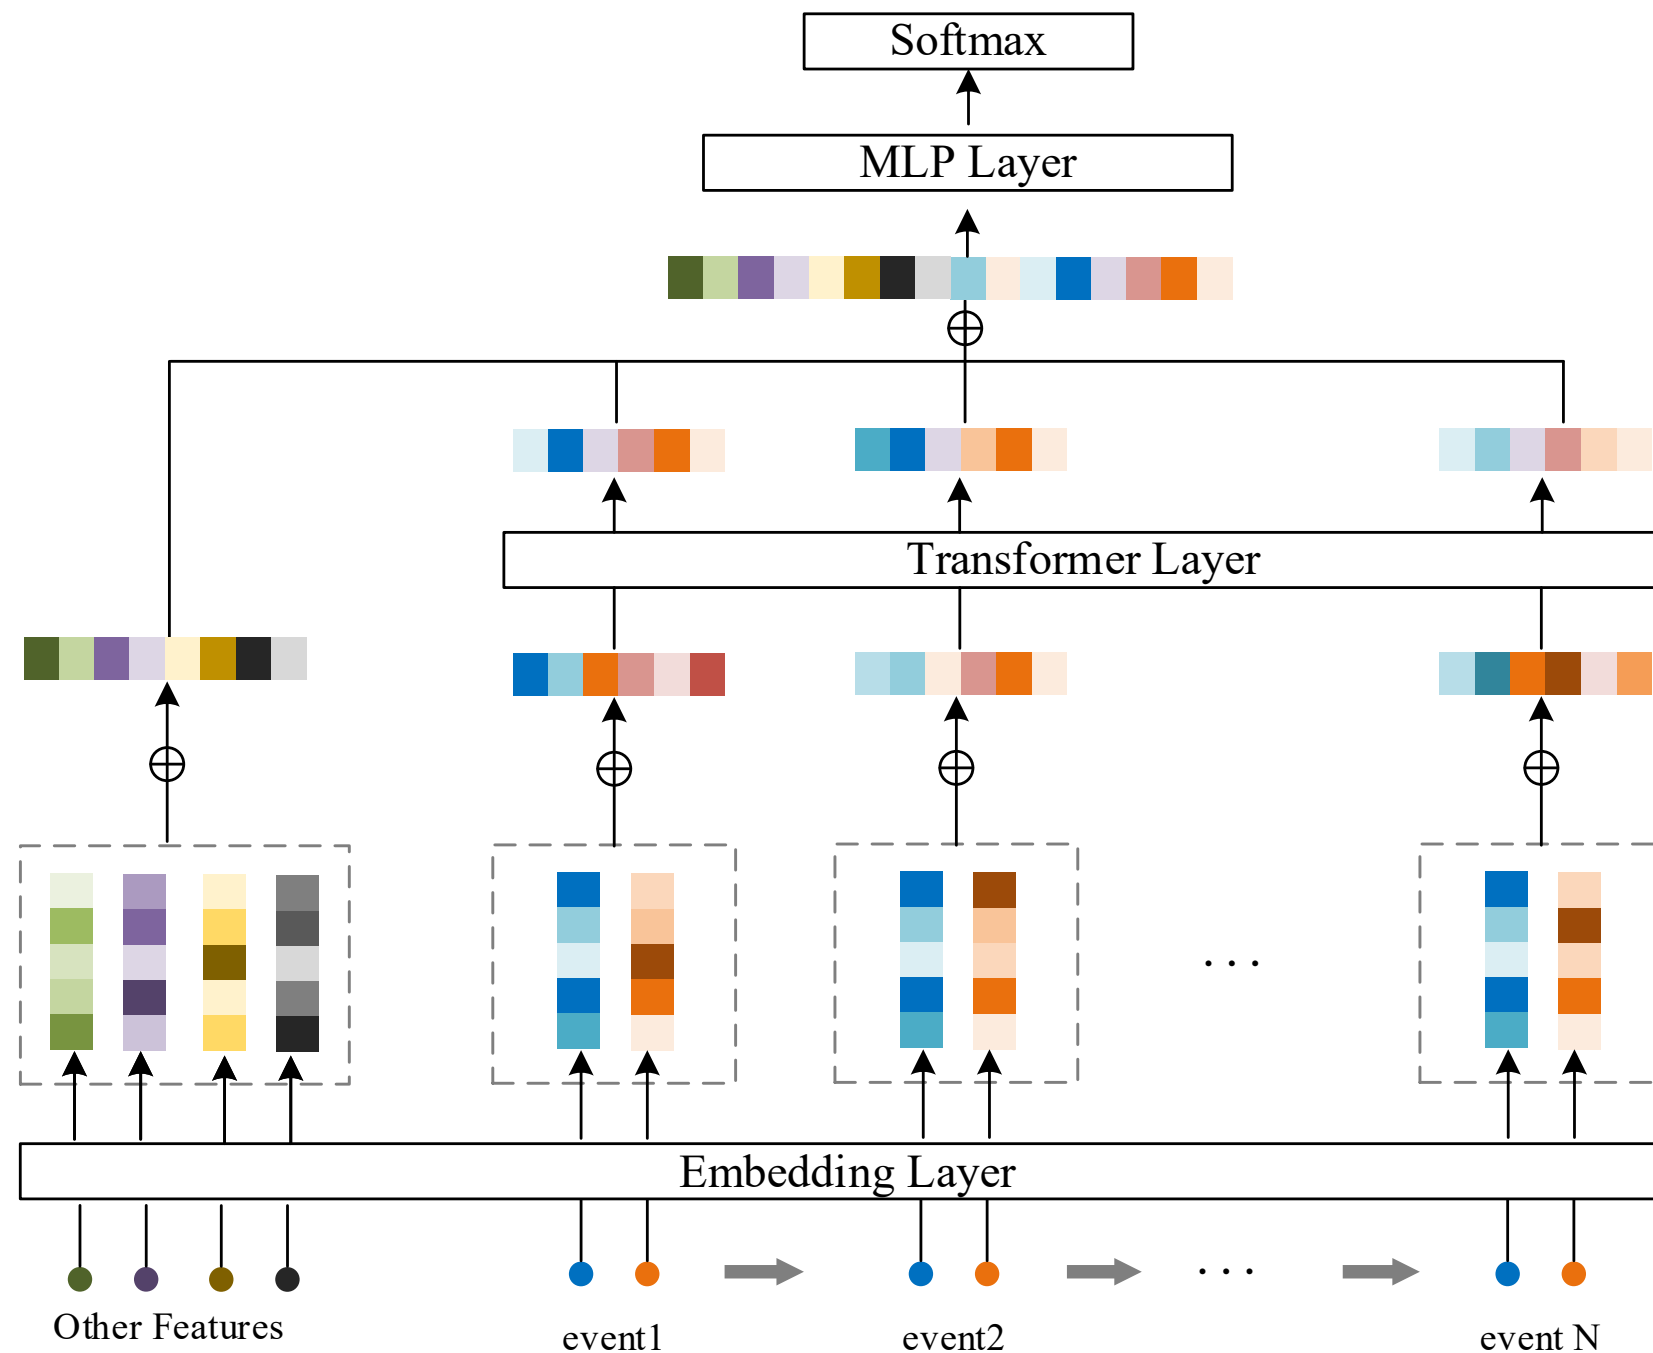 Softmax
MLP Layer
Transformer Layer
. . .
Embedding Layer
. . .
Other Features
event1
event2
event N